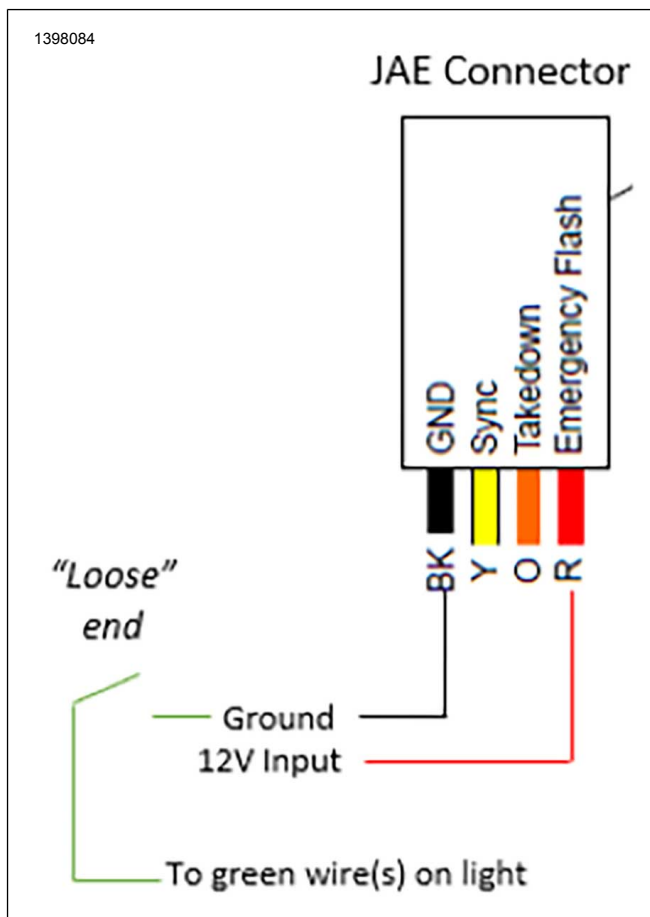 1398084
JAE Connector
GND
Sync
Takedown
Emergency Flash
BK
Y
O
R
“Loose”
end
Ground
12V Input
To green wire(s) on light